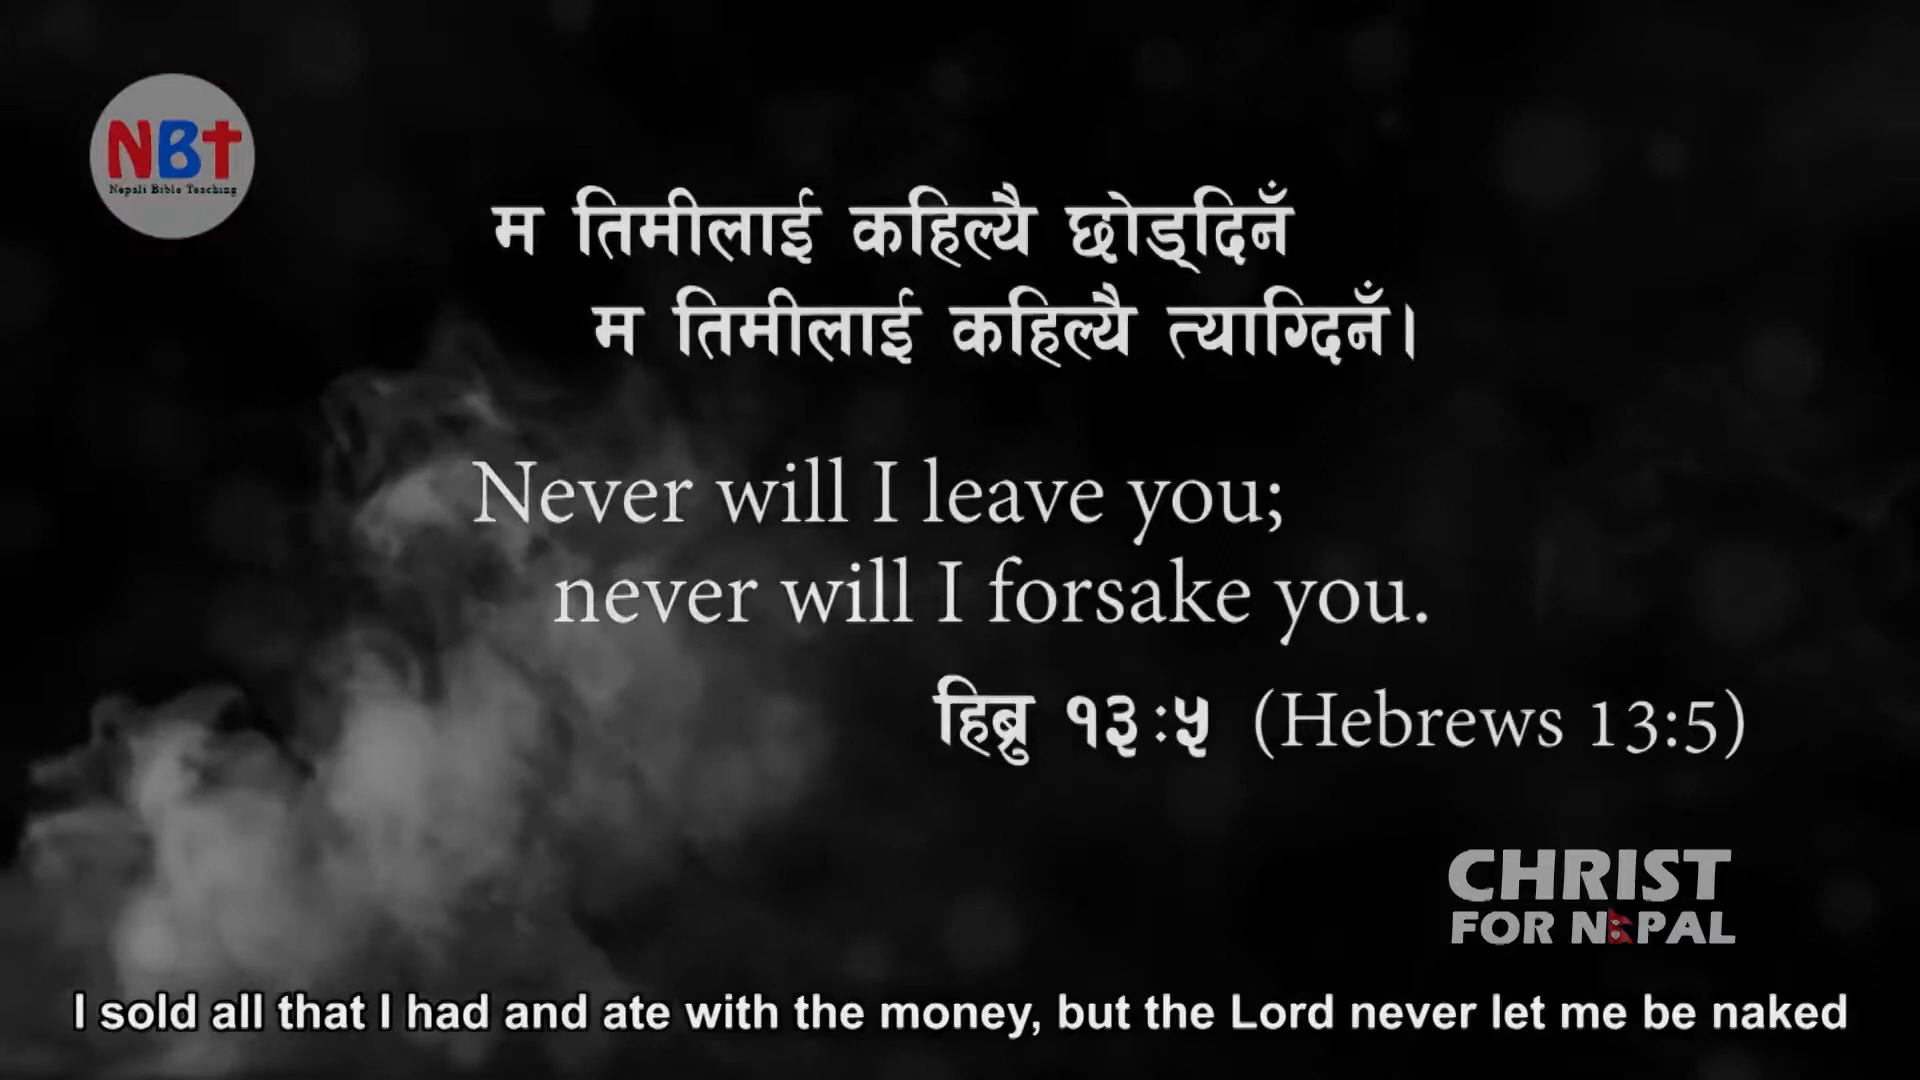 NBT
Nepali Bible Teaching
म तिमीलाई कहिल्यै छोड्दिनँ
म तिमीलाई कहिल्यै त्याग्दिनँ।
Never will I leave you;
never will I forsake you.
हिब्रु १३:५ (Hebrews 13:5)
CHRIST
FOR NEPAL
I sold all that I had and ate with the money, but the Lord never let me be naked